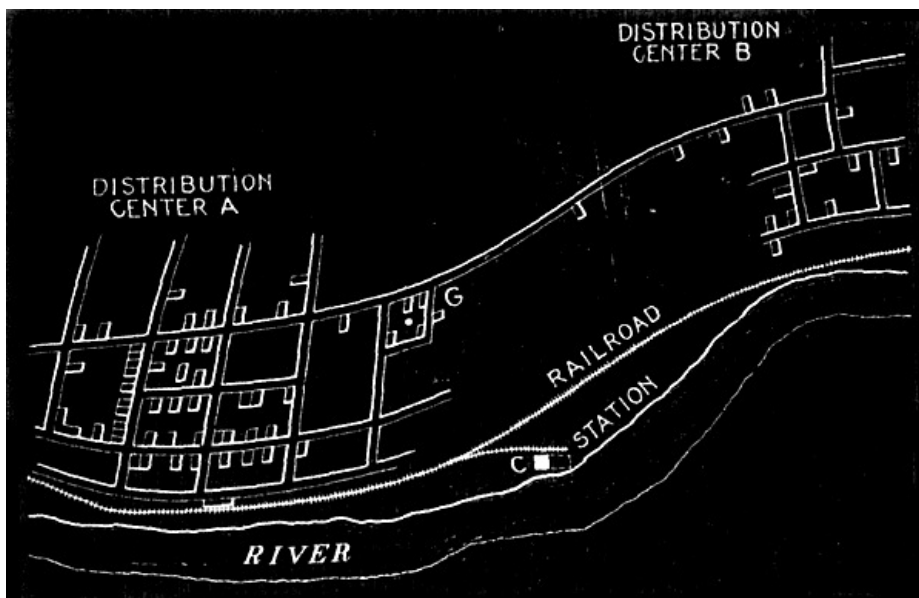 DISTRIBUTION
CENTER B
DISTRIBUTION
CENTER A
G
RAILROAD
STATION
C
RIVER